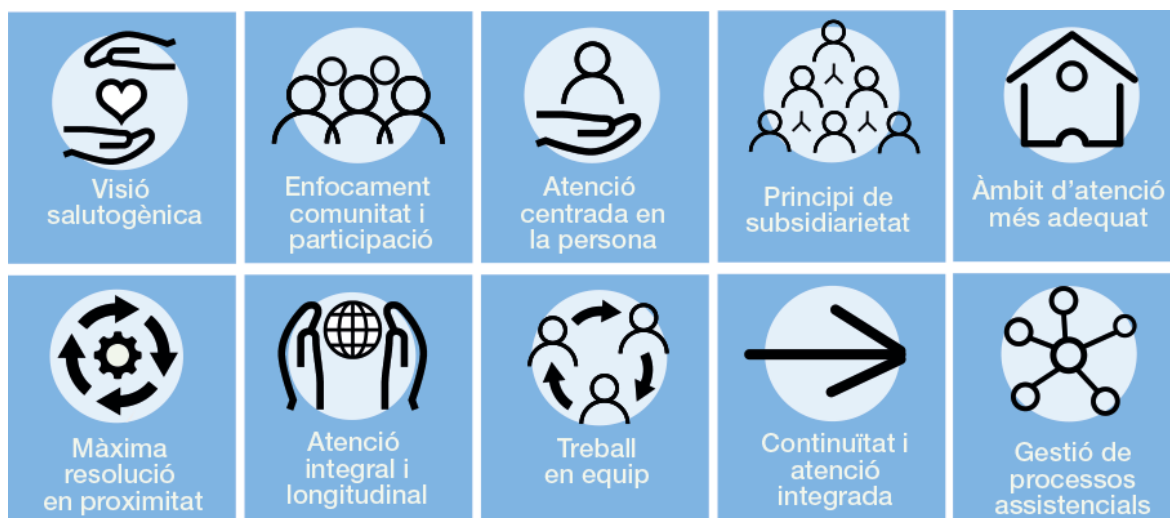 Visió
salutogènica
Enfocament
comunitat i
participació
Atenció
centrada en
la persona
Principi de
subsidiarietat
Àmbit d'atenció
més adequat
Màxima
resolució
en proximitat
Atenció
integral i
longitudinal
Treball
en equip
Continuïtat i
atenció
integrada
Gestió de
processos
assistencials